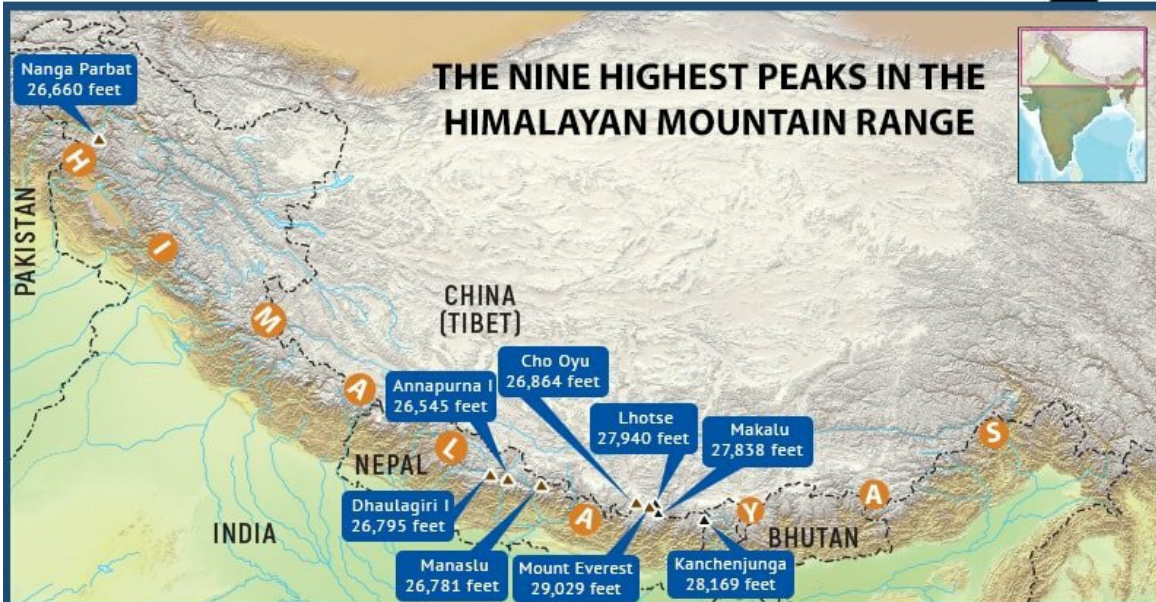 THE NINE HIGHEST PEAKS IN THE
HIMALAYAN MOUNTAIN RANGE
Nanga Parbat
26,660 feet
PAKISTAN
H
I
M
A
L
A
Y
A
S
CHINA
(TIBET)
Cho Oyu
26,864 feet
Annapurna I
26,545 feet
Lhotse
27,940 feet
Makalu
27,838 feet
NEPAL
Dhaulagiri I
26,795 feet
INDIA
BHUTAN
Manaslu
26,781 feet
Mount Everest
29,029 feet
Kanchenjunga
28,169 feet